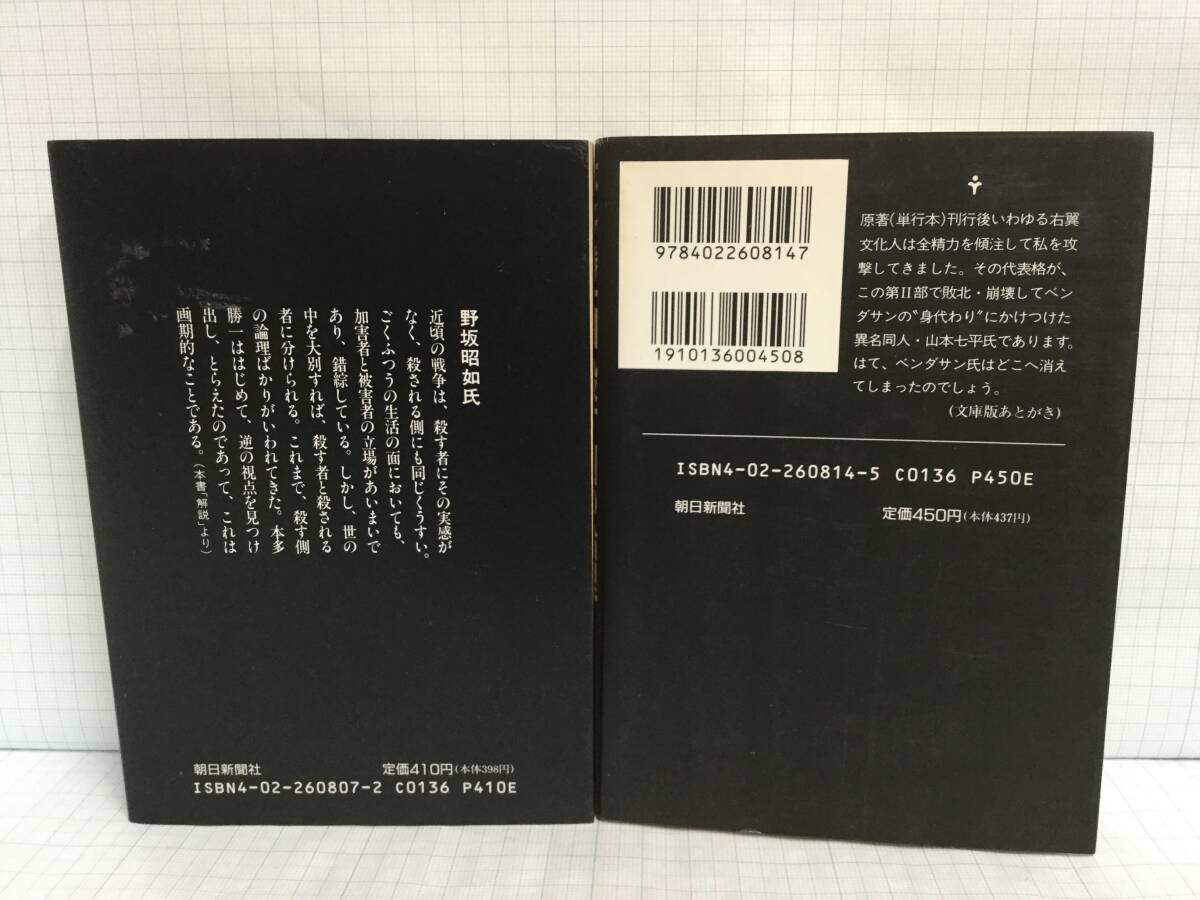 野坂昭如氏
近頃の戦争は、殺す者にその実感が
なく、殺される側にも同じくうすい。
ごくふつうの生活の面においても、
加害者と被害者の立場があいまいで
あり、錯綜している。しかし、世の
中を大別すれば、殺す者と殺される
者に分けられる。これまで、殺す側
の論理ばかりがいわれてきた。本多
勝一ははじめて、逆の視点を見つけ
出し、とらえたのであって、これは
画期的なことである。(本書「解説」より)
朝日新聞社 定価410円(本体398円)
ISBN4-02-260807-2 C0136 P410E
9784022608147
1910136004508
原著(単行本)刊行後いわゆる右翼
文化人は全精力を傾注して私を攻
撃してきました。その代表格が、
この第II部で敗北・崩壊してベン
ダサンの〝身代わり〟にかけつけた
異名同人・山本七平氏であります。
はて、ベンダサン氏はどこへ消え
てしまったのでしょう。
(文庫版あとがき)
ISBN4-02-260814-5 C0136 P450E
朝日新聞社 定価450円(本体437円)